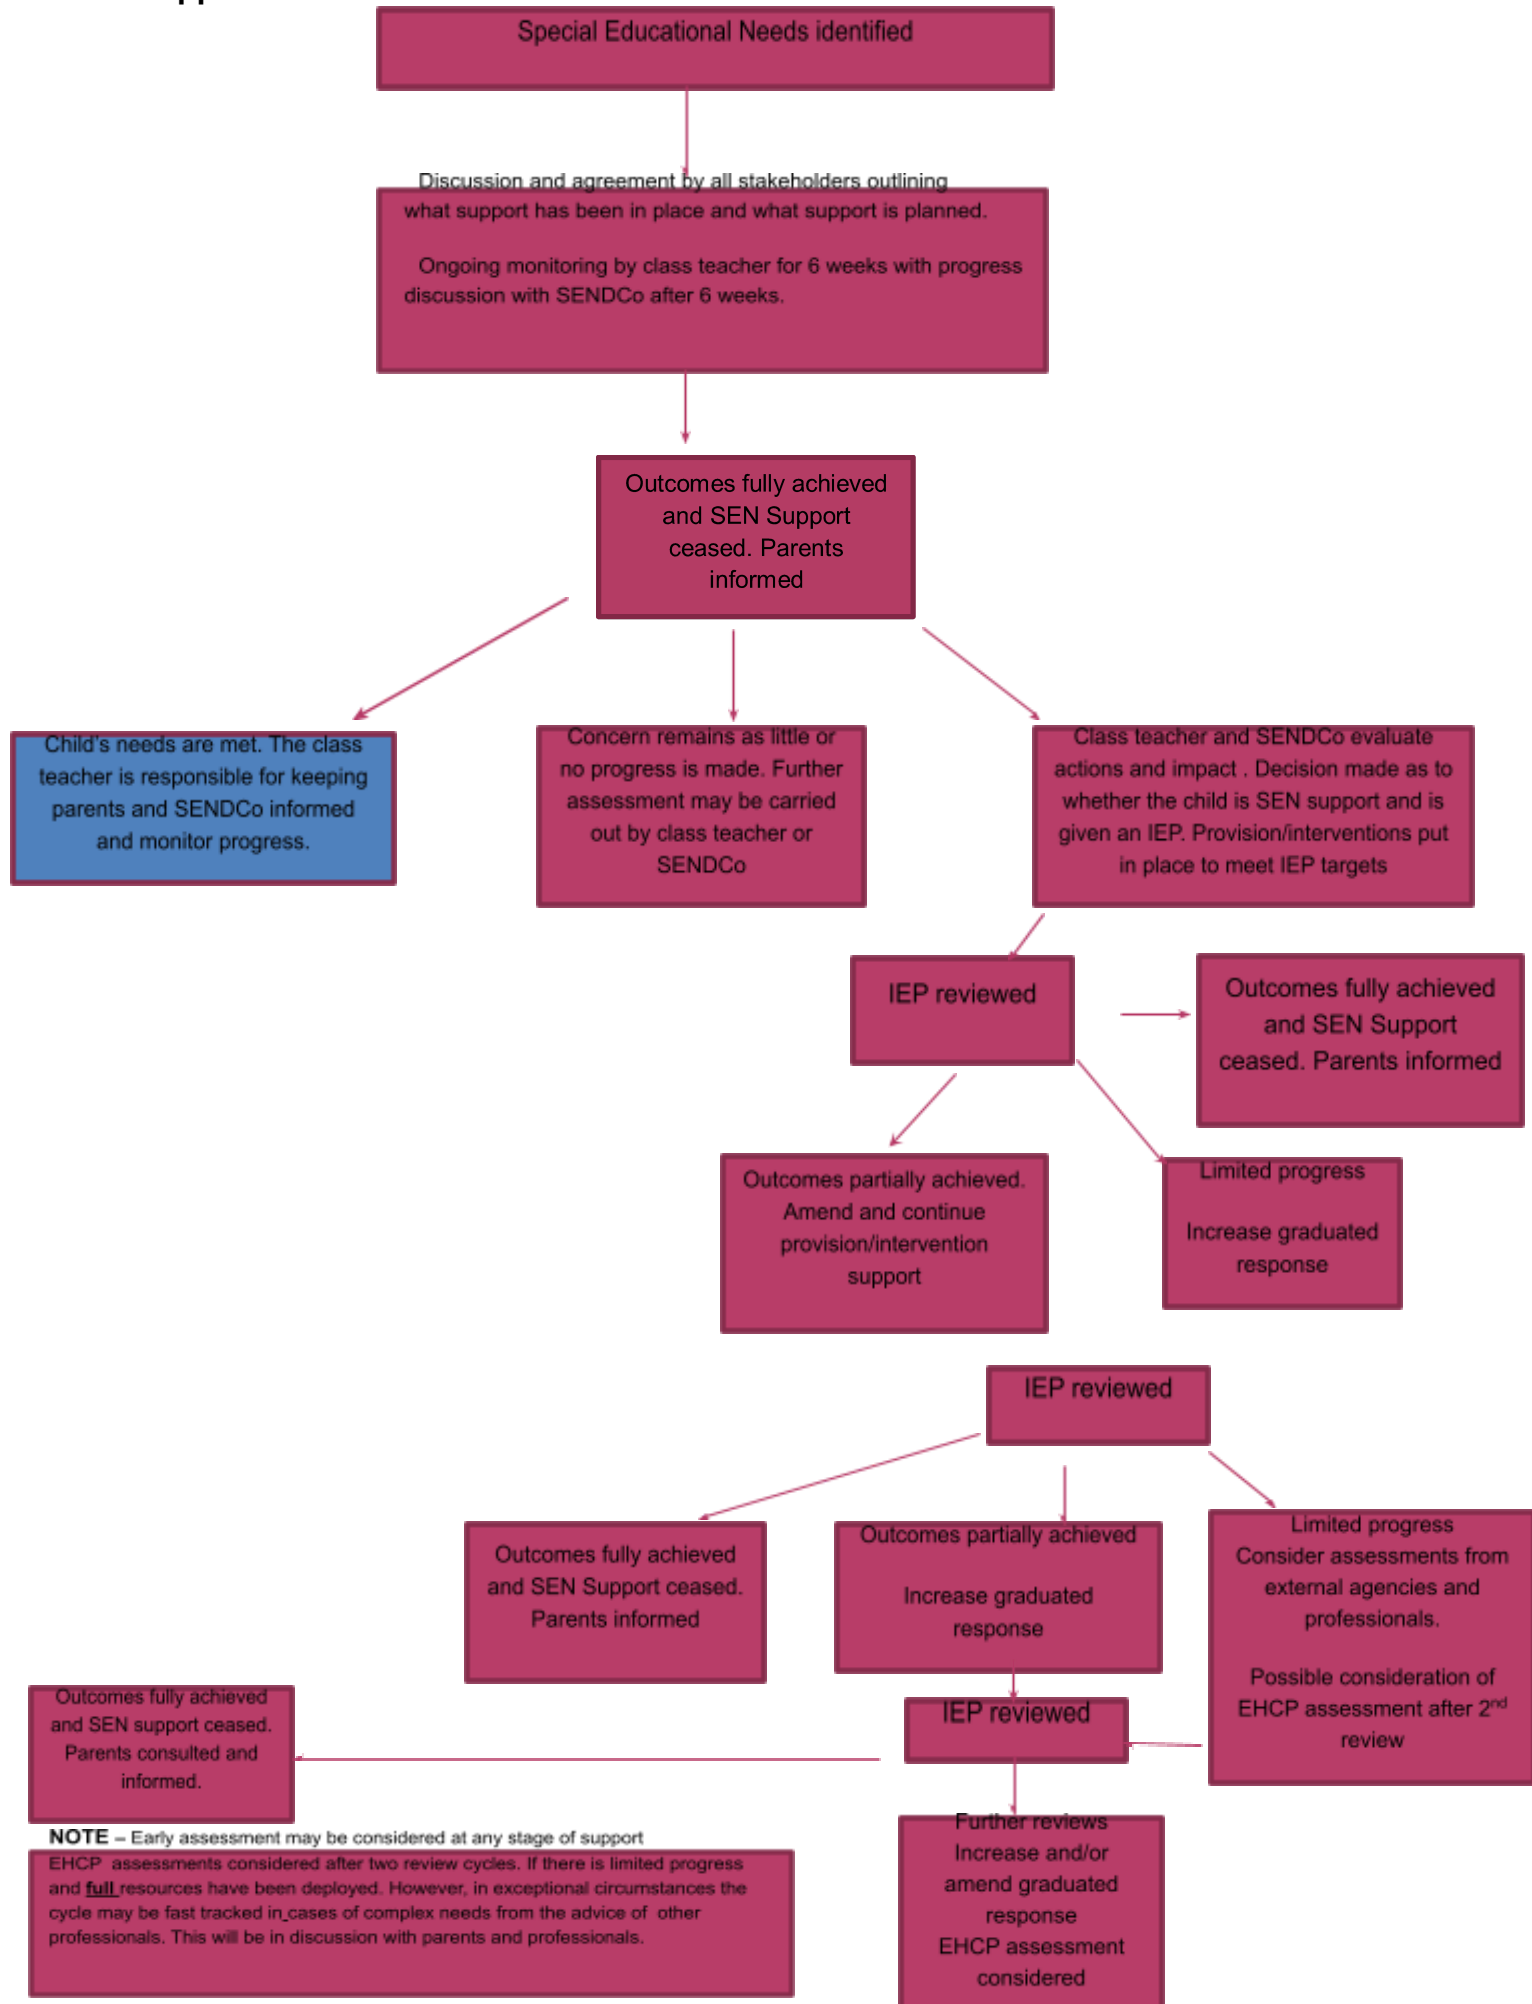 Special Educational Needs identified
Discussion and agreement by all stakeholders outlining
what support has been in place and what support is planned.
Ongoing monitoring by class teacher for 6 weeks with progress
discussion with SENDCo after 6 weeks.
Outcomes fully achieved
and SEN Support
ceased. Parents
informed
Child's needs are met. The class
teacher is responsible for keeping
parents and SENDCo informed
and monitor progress.
Concern remains as little or
no progress is made. Further
assessment may be carried
out by class teacher or
SENDCo
Class teacher and SENDCo evaluate
actions and impact . Decision made as to
whether the child is SEN support and is
given an IEP. Provision/interventions put
in place to meet IEP targets
IEP reviewed
Outcomes fully achieved
and SEN Support
ceased. Parents informed
Outcomes partially achieved.
Amend and continue
provision/intervention
support
Limited progress
Increase graduated
response
IEP reviewed
Outcomes fully achieved
and SEN Support ceased.
Parents informed
Outcomes partially achieved
Increase graduated
response
Limited progress
Consider assessments from
external agencies and
professionals.
Possible consideration of
EHCP assessment after 2nd
review
IEP reviewed
Outcomes fully achieved
and SEN support ceased.
Parents consulted and
informed.
Further reviews
Increase and/or
amend graduated
response
EHCP assessment
considered
NOTE – Early assessment may be considered at any stage of support
EHCP assessments considered after two review cycles. If there is limited progress
and full resources have been deployed. However, in exceptional circumstances the
cycle may be fast tracked in cases of complex needs from the advice of other
professionals. This will be in discussion with parents and professionals.